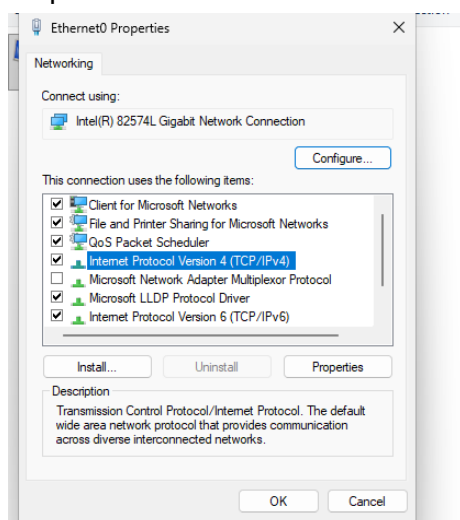 Ethernet0 Properties
Networking
Connect using:
Intel(R) 82574L Gigabit Network Connection
Configure...
This connection uses the following items:
Client for Microsoft Networks
File and Printer Sharing for Microsoft Networks
QoS Packet Scheduler
Internet Protocol Version 4 (TCP/IPv4)
Microsoft Network Adapter Multiplexor Protocol
Microsoft LLDP Protocol Driver
Internet Protocol Version 6 (TCP/IPv6)
Install... Uninstall Properties
Description
Transmission Control Protocol/Internet Protocol. The default
wide area network protocol that provides communication
across diverse interconnected networks.
OK Cancel